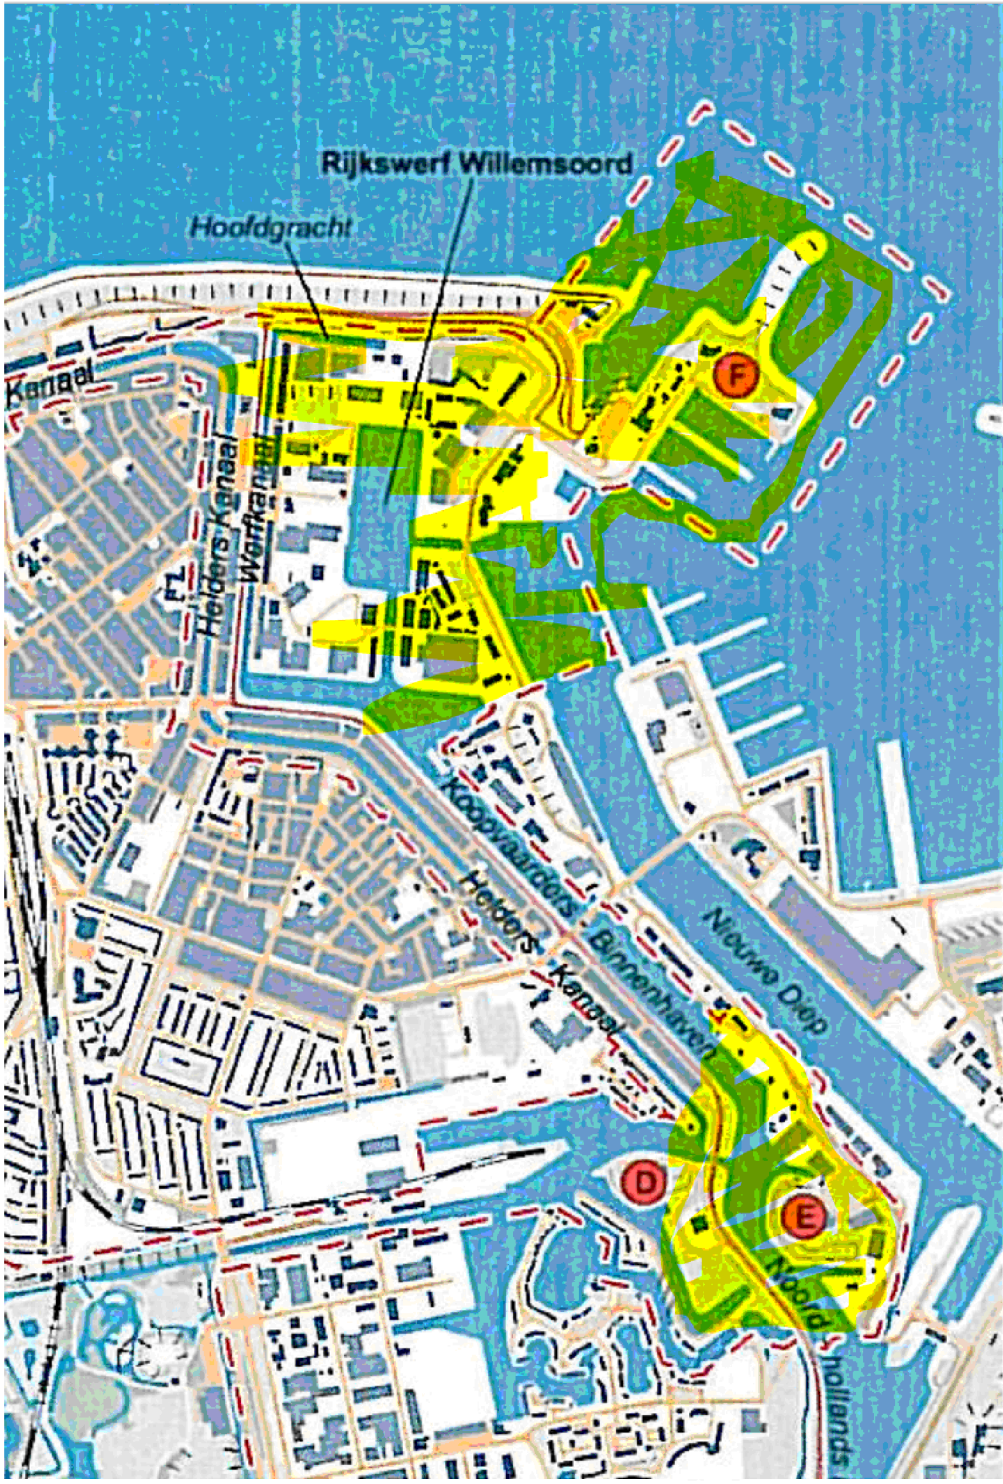 Rijkswerf Willemsoord
Hoofdgracht
F
Kanaal
Helders Kanaal
Werfkanaal
Koopvaarders
Binnenhaven
Helders
Kanaal
Nieuwe Diep
D
E
Noord
hollands